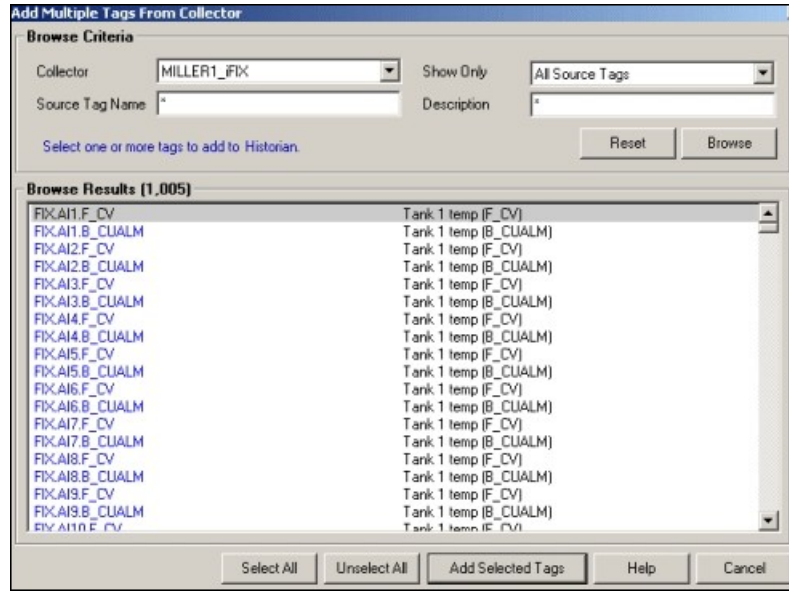 Add Multiple Tags From Collector
Browse Criteria
Collector MILLER1_iFIX Show Only All Source Tags
Source Tag Name * Description *
Select one or more tags to add to Historian. Reset Browse
Browse Results (1,005)
FIX.AI1.F_CV Tank 1 temp (F_CV)
FIX.AI1.B_CUALM Tank 1 temp (B_CUALM)
FIX.AI2.F_CV Tank 1 temp (F_CV)
FIX.AI2.B_CUALM Tank 1 temp (B_CUALM)
FIX.AI3.F_CV Tank 1 temp (F_CV)
FIX.AI3.B_CUALM Tank 1 temp (B_CUALM)
FIX.AI4.F_CV Tank 1 temp (F_CV)
FIX.AI4.B_CUALM Tank 1 temp (B_CUALM)
FIX.AI5.F_CV Tank 1 temp (F_CV)
FIX.AI5.B_CUALM Tank 1 temp (B_CUALM)
FIX.AI6.F_CV Tank 1 temp (F_CV)
FIX.AI6.B_CUALM Tank 1 temp (B_CUALM)
FIX.AI7.F_CV Tank 1 temp (F_CV)
FIX.AI7.B_CUALM Tank 1 temp (B_CUALM)
FIX.AI8.F_CV Tank 1 temp (F_CV)
FIX.AI8.B_CUALM Tank 1 temp (B_CUALM)
FIX.AI9.F_CV Tank 1 temp (F_CV)
FIX.AI9.B_CUALM Tank 1 temp (B_CUALM)
FIX.AI10.F_CV Tank 1 temp (F_CV)
Select All Unselect All Add Selected Tags Help Cancel